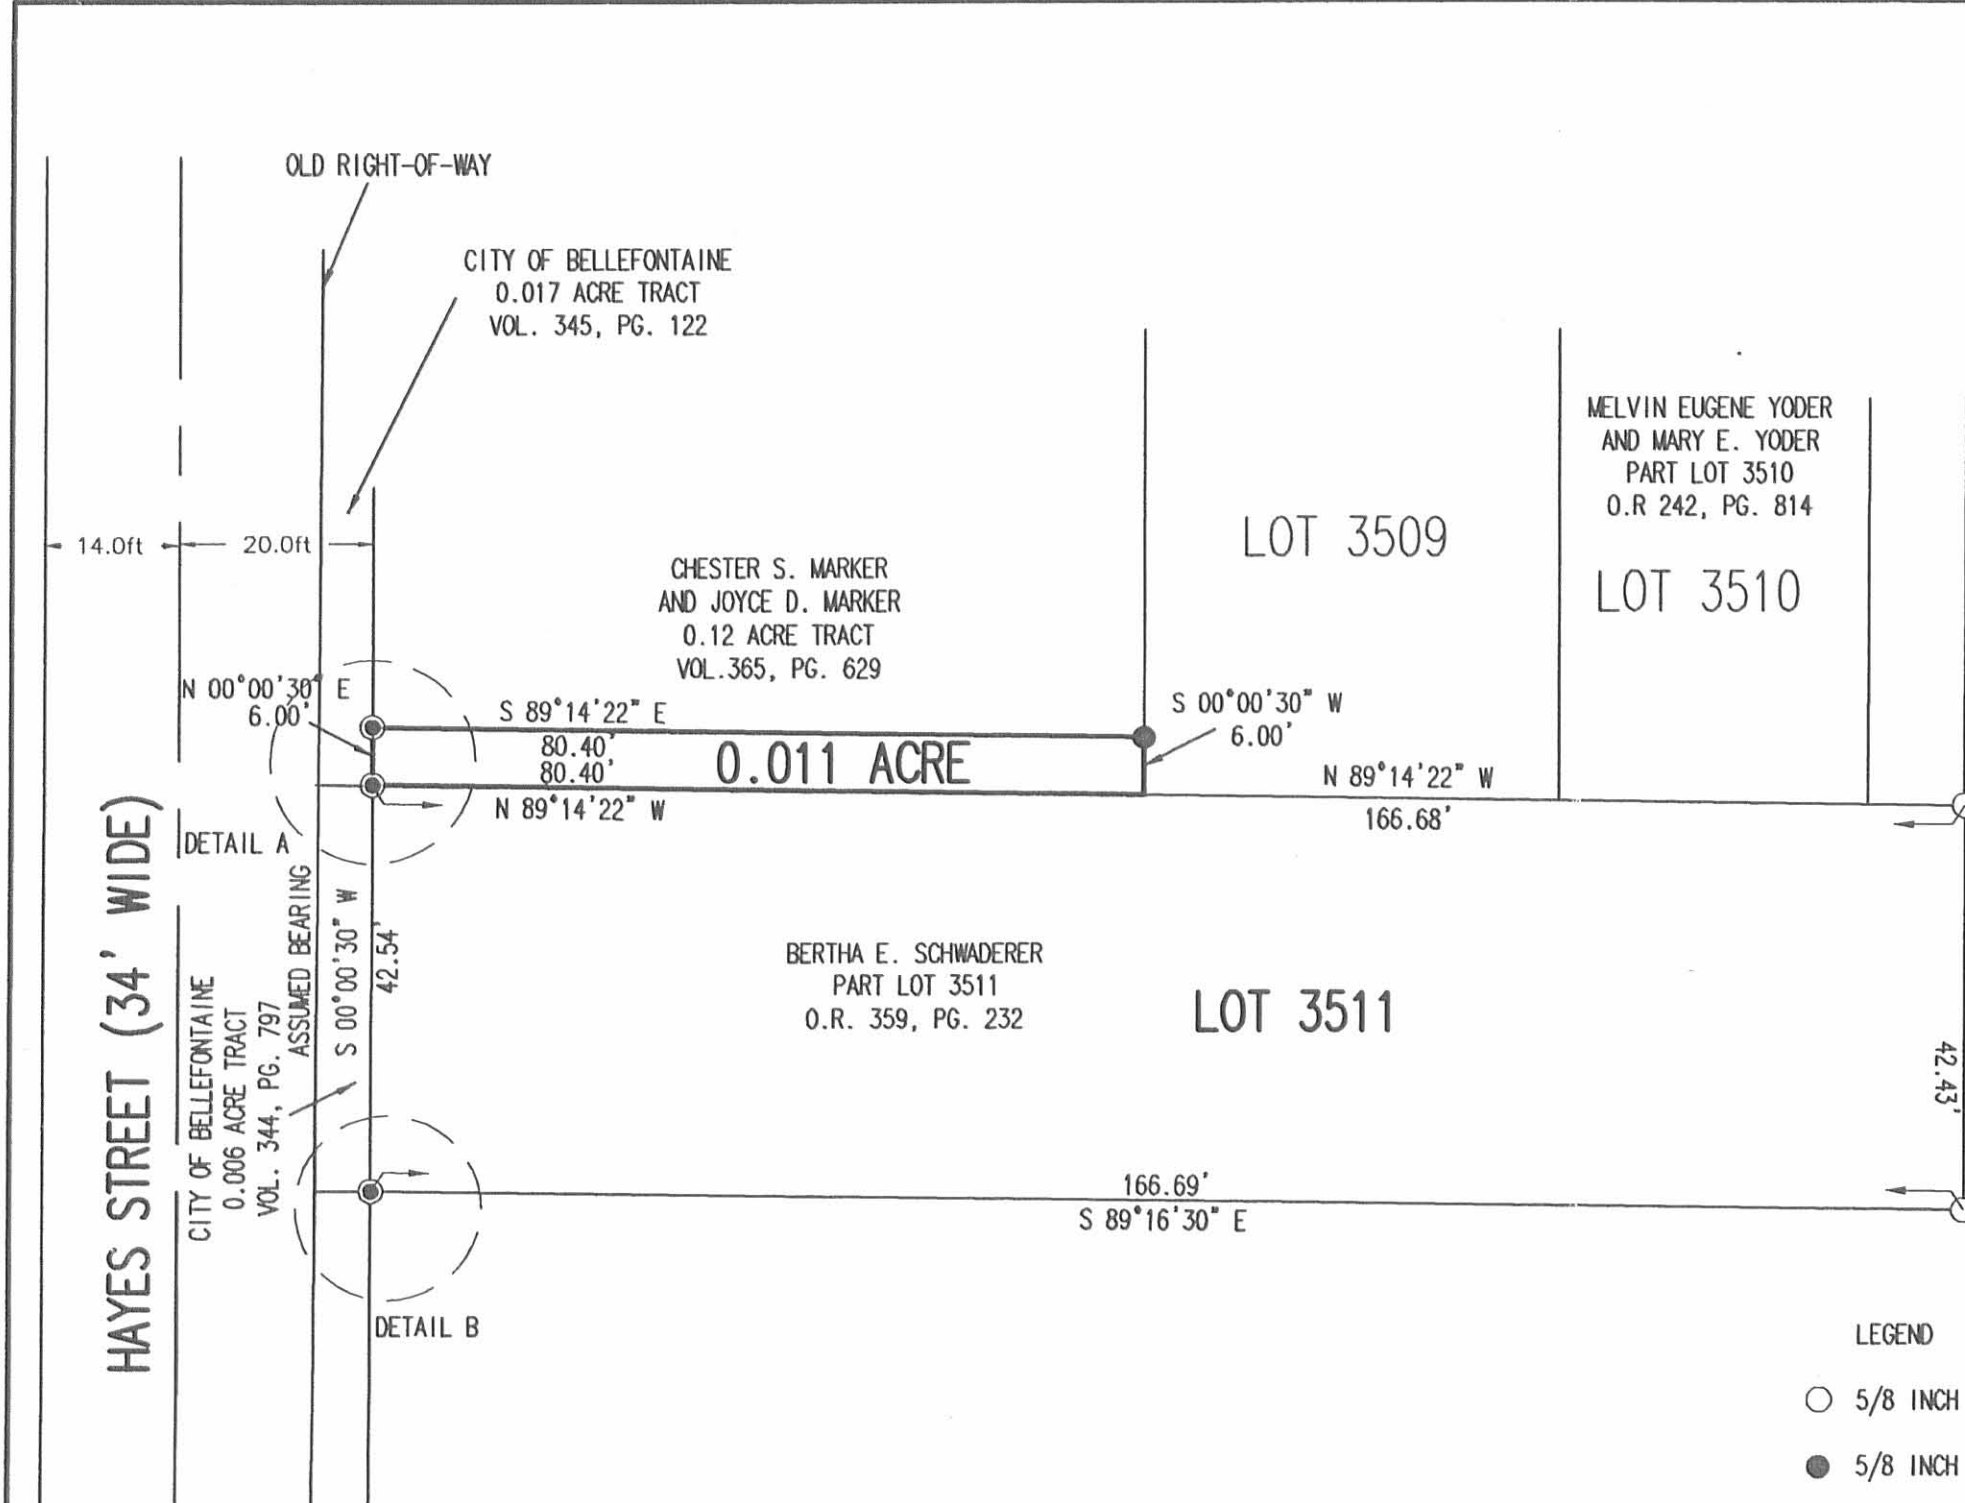 OLD RIGHT-OF-WAY
CITY OF BELLEFONTAINE
0.017 ACRE TRACT
VOL. 345, PG. 122
MELVIN EUGENE YODER
AND MARY E. YODER
PART LOT 3510
O.R 242, PG. 814
LOT 3509
LOT 3510
14.0ft
20.0ft
CHESTER S. MARKER
AND JOYCE D. MARKER
0.12 ACRE TRACT
VOL.365, PG. 629
N 00°00'30" E
6.00'
S 89°14'22" E
80.40'
80.40'
N 89°14'22" W
0.011 ACRE
S 00°00'30" W
6.00'
N 89°14'22" W
166.68'
DETAIL A
HAYES STREET (34' WIDE)
CITY OF BELLEFONTAINE
0.006 ACRE TRACT
VOL. 344, PG. 797
ASSUMED BEARING
S 00°00'30" W
42.54'
BERTHA E. SCHWADERER
PART LOT 3511
O.R. 359, PG. 232
LOT 3511
42.43'
166.69'
S 89°16'30" E
DETAIL B
LEGEND
5/8 INCH
5/8 INCH